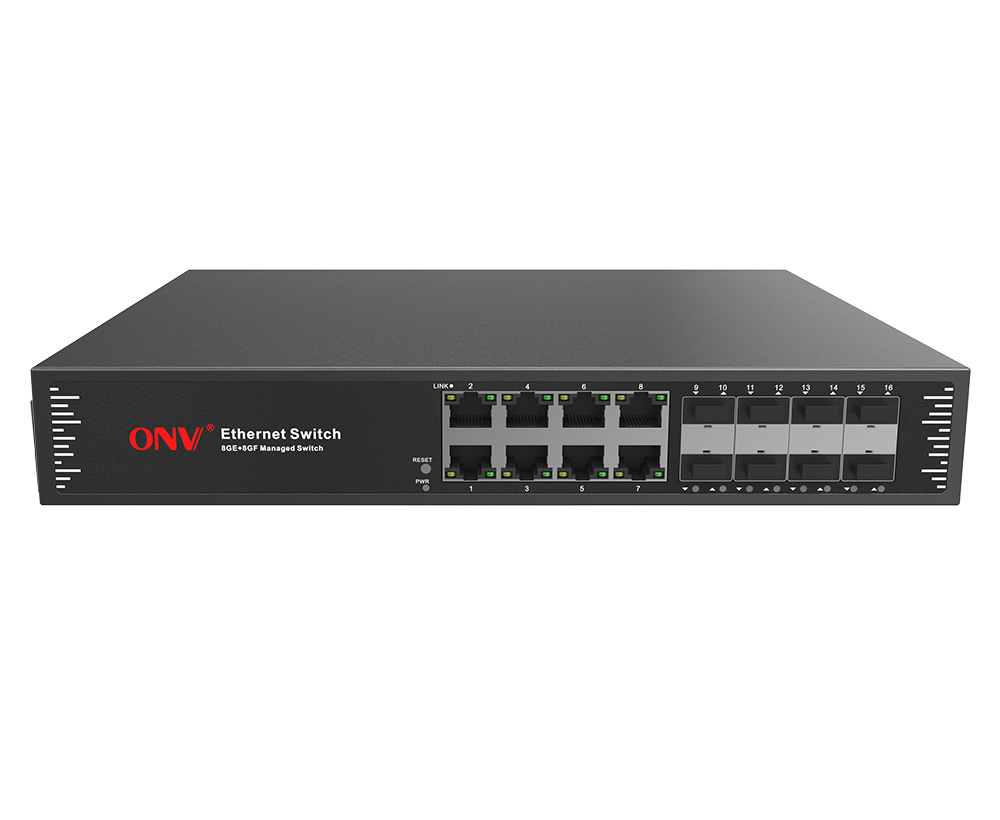 ONV®
Ethernet Switch
8GE+8GF Managed Switch
RESET
PWR
LINK
2 4 6 8
1 3 5 7
9 10 11 12 13 14 15 16